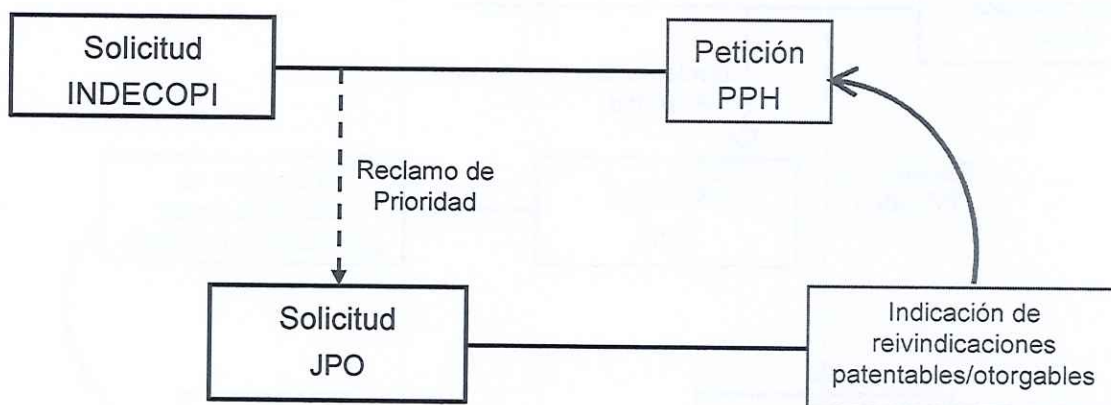 Solicitud
INDECOPI
Petición
PPH
Reclamo de
Prioridad
Solicitud
JPO
Indicación de
reivindicaciones
patentables/otorgables